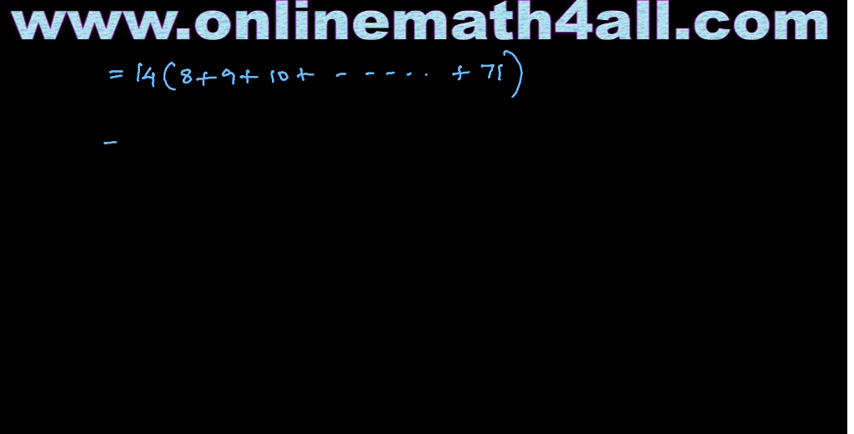 www.onlinemath4all.com
= 14(8+9+10+ - - - - . . + 71)
-